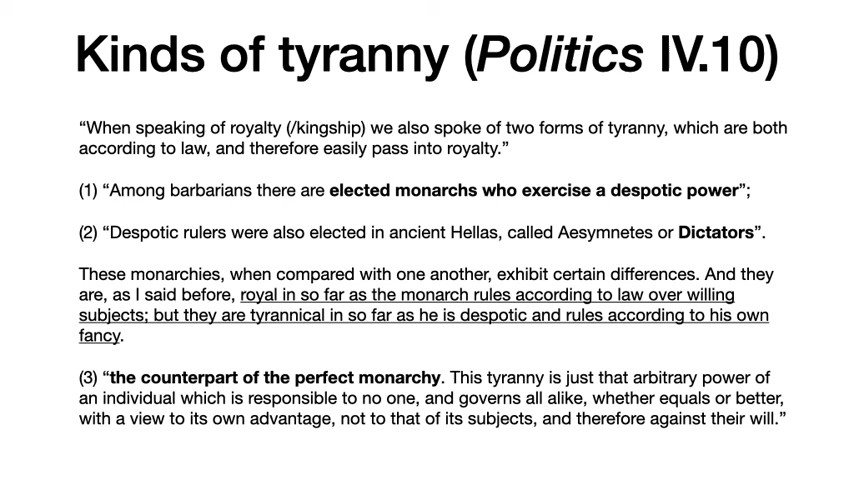 Kinds of tyranny (Politics IV.10)
“When speaking of royalty (/kingship) we also spoke of two forms of tyranny, which are both
according to law, and therefore easily pass into royalty.”
(1) “Among barbarians there are elected monarchs who exercise a despotic power”;
(2) “Despotic rulers were also elected in ancient Hellas, called Aesymnetes or Dictators”.
These monarchies, when compared with one another, exhibit certain differences. And they
are, as I said before, royal in so far as the monarch rules according to law over willing
subjects; but they are tyrannical in so far as he is despotic and rules according to his own
fancy.
(3) “the counterpart of the perfect monarchy. This tyranny is just that arbitrary power of
an individual which is responsible to no one, and governs all alike, whether equals or better,
with a view to its own advantage, not to that of its subjects, and therefore against their will.”